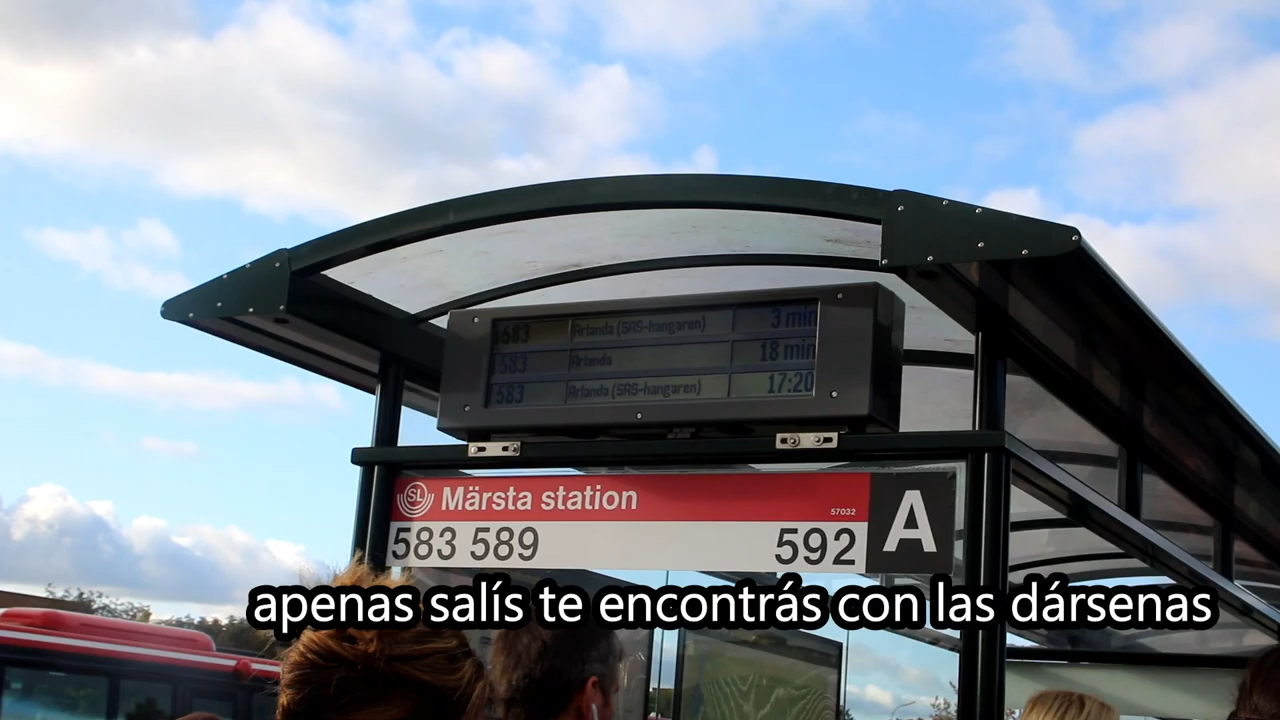 583 Arlanda (SAS-hangaren) 3 min
583 Arlanda 18 min
583 Arlanda (SAS-hangaren) 17:20
SL Märsta station 57032
583 589 592 A
apenas salís te encontrás con las dársenas